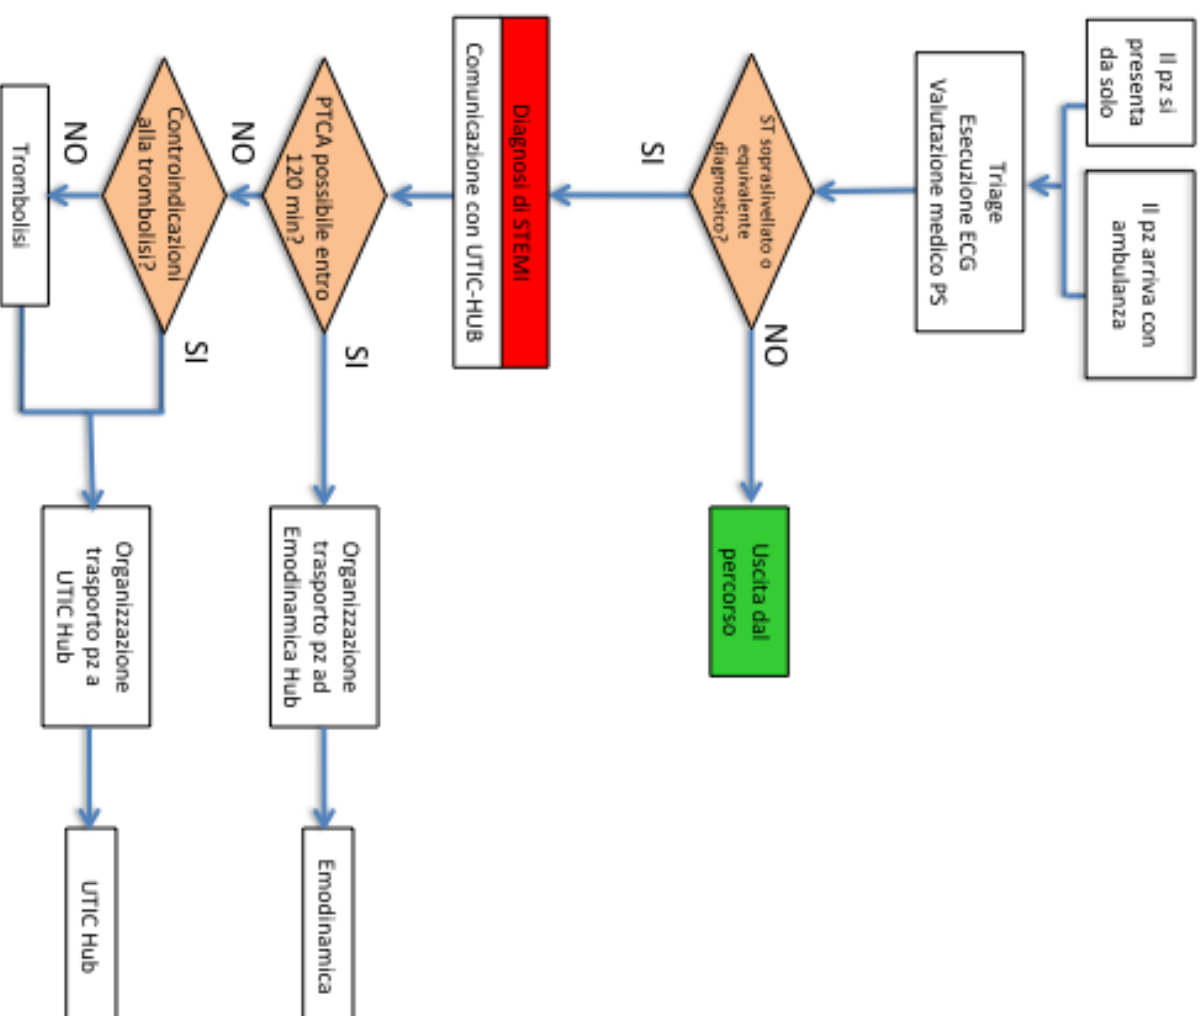 Il pz si
presenta
da solo
Il pz arriva con
ambulanza
Triage
Esecuzione ECG
Valutazione medico PS
ST sopraslivellato o
equivalente
diagnostico?
NO
Uscita dal
percorso
SI
Diagnosi di STEMI
Comunicazione con UTIC-HUB
PTCA possibile entro
120 min?
SI
Organizzazione
trasporto pz ad
Emodinamica Hub
Emodinamica
NO
Controindicazioni
alla trombolisi?
SI
NO
Trombolisi
Organizzazione
trasporto pz a
UTIC Hub
UTIC Hub